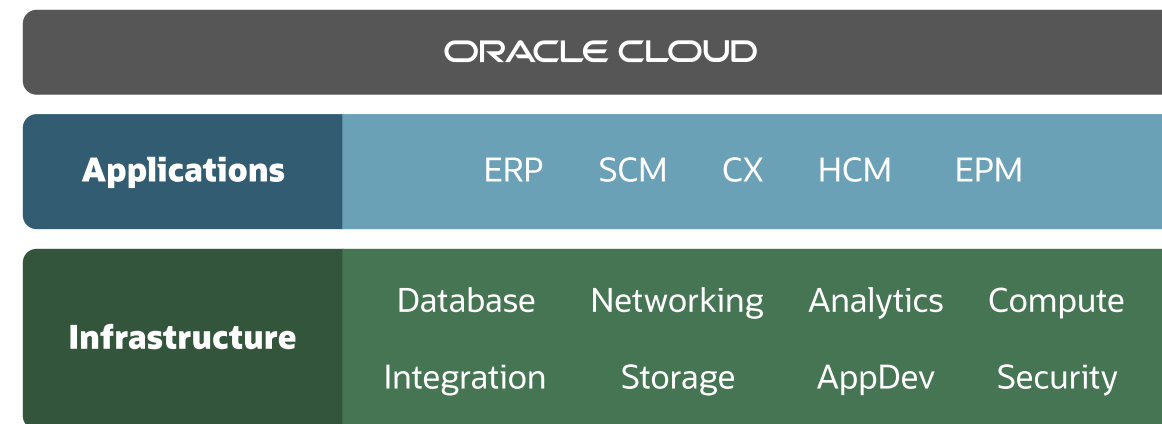 ORACLE CLOUD
Applications
ERP SCM CX HCM EPM
Infrastructure
Database Networking Analytics Compute
Integration Storage AppDev Security